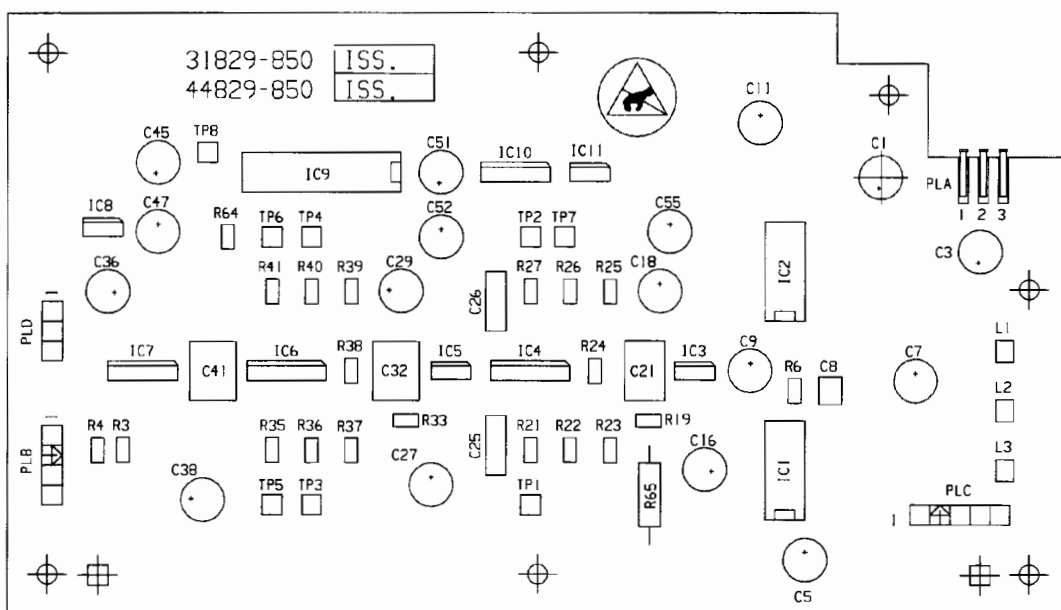 31829-850 ISS.
44829-850 ISS.
C11
C45 TP8 C51 IC10 IC11 C1
IC9
PLA
1 2 3
IC8 C47 R64 TP6 TP4 C52 TP2 TP7 C55
C3
IC2
C36 R41 R40 R39 C29 C26 R27 R26 R25 C18
PLD 1
L1
IC7 C41 IC6 R38 C32 IC5 IC4 R24 C21 IC3 C9 R6 C8 C7
L2
PLB 1
R4 R3 R35 R36 R37 R33 C25 R21 R22 R23 R19 C16
C27
L3
C38 TP5 TP3 TP1 R65 IC1 PLC
1
C5